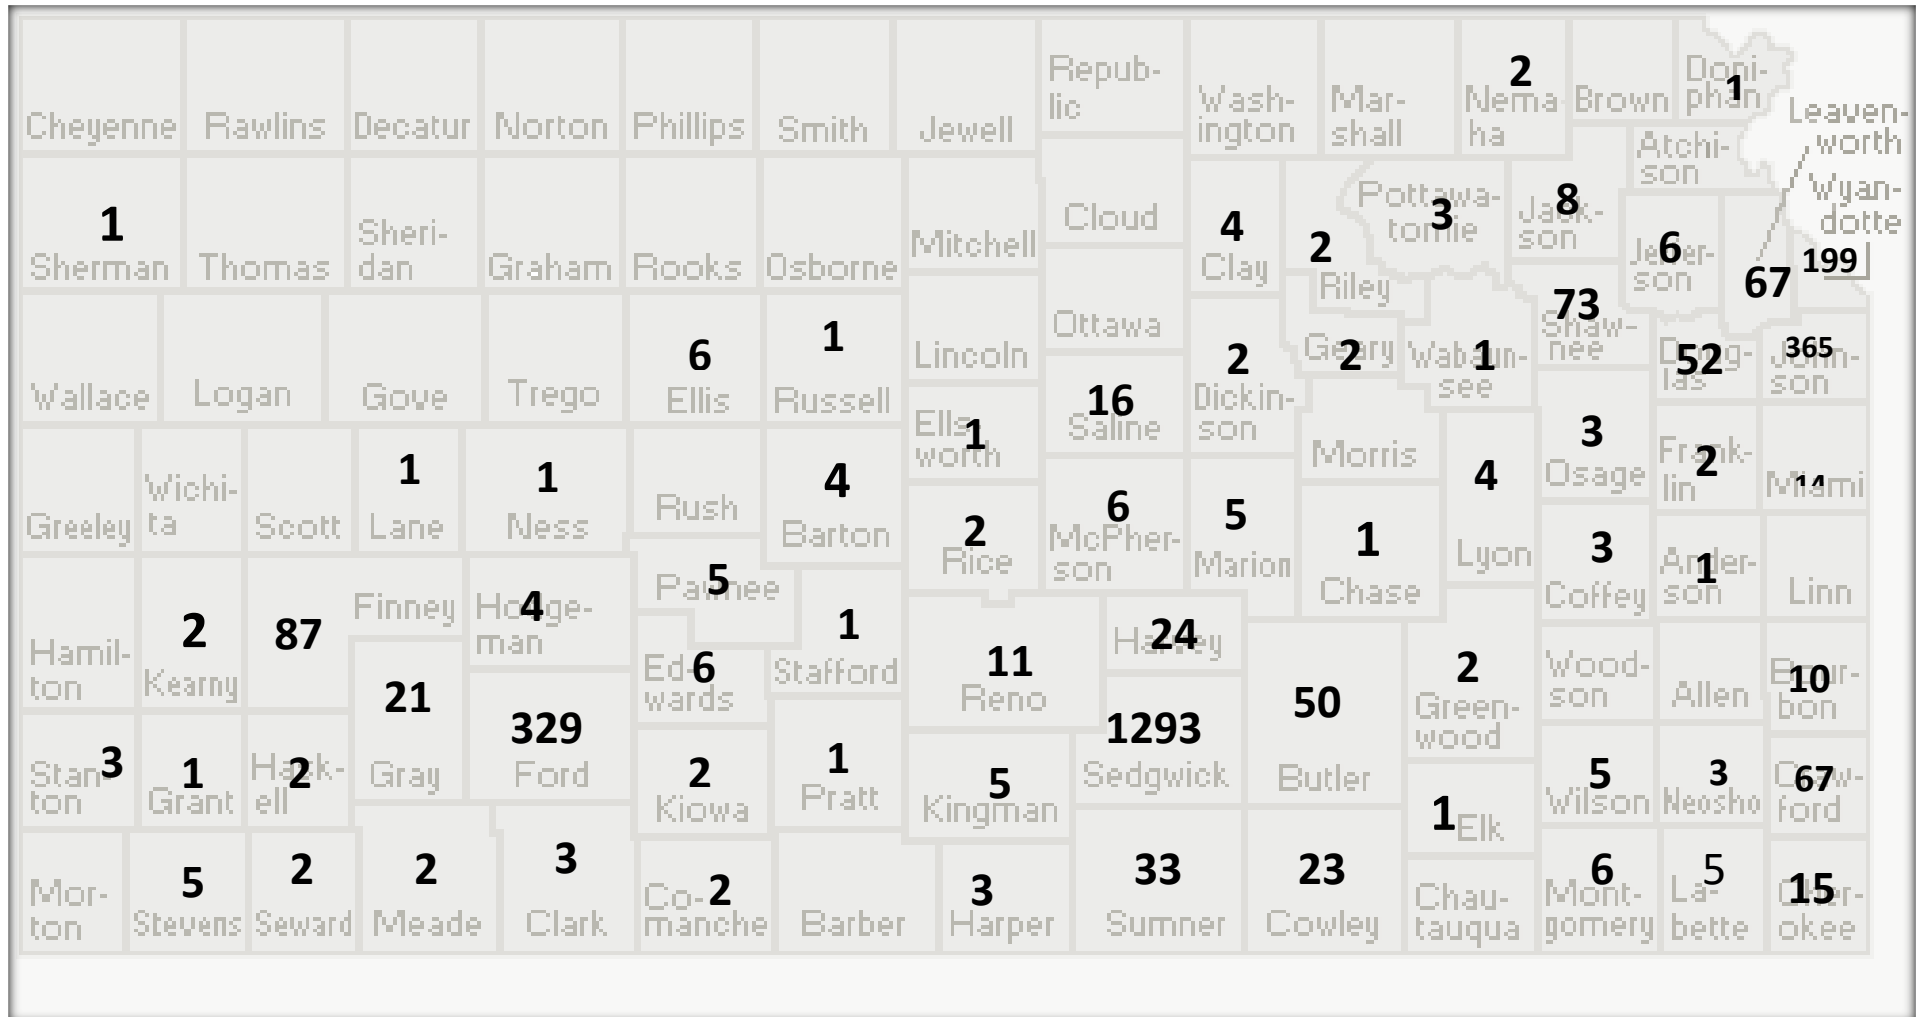 Cheyenne
Rawlins
Decatur
Norton
Phillips
Smith
Jewell
Repub-
lic
Wash-
ington
Mar-
shall
2
Nema
ha
Brown
Doni-
phan
1
Leaven-
worth
Atchi-
son
Wyan-
dotte
199
1
Sherman
Thomas
Sheri-
dan
Graham
Rooks
Osborne
Mitchell
Cloud
4
Clay
2
Riley
Pottawa-
tomie
3
8
Jack-
son
6
Jeffer-
son
67
Wallace
Logan
Gove
Trego
6
Ellis
1
Russell
Lincoln
Ottawa
2
Dickin-
son
2
Geary
1
Wabaun-
see
73
Shaw-
nee
52
Doug-
las
365
John-
son
Greeley
Wichi-
ta
Scott
1
Lane
1
Ness
Rush
4
Barton
Ells-
worth
1
16
Saline
Morris
4
Lyon
3
Osage
2
Frank-
lin
14
Miami
2
Rice
6
McPher-
son
5
Marion
1
Chase
3
Coffey
1
Ander-
son
Linn
Hamil-
ton
2
Kearny
87
Finney
4
Hodge-
man
5
Pawnee
6
Ed-
wards
1
Stafford
11
Reno
24
Harvey
50
Butler
2
Green-
wood
Wood-
son
Allen
10
Bour-
bon
Stan-
ton
3
1
Grant
2
Hask-
ell
21
Gray
329
Ford
2
Kiowa
1
Pratt
5
Kingman
1293
Sedgwick
1
Elk
5
Wilson
3
Neosho
67
Craw-
ford
Mor-
ton
5
Stevens
2
Seward
2
Meade
3
Clark
2
Co-
manche
Barber
3
Harper
33
Sumner
23
Cowley
Chau-
tauqua
6
Mont-
gomery
5
La-
bette
15
Cher-
okee